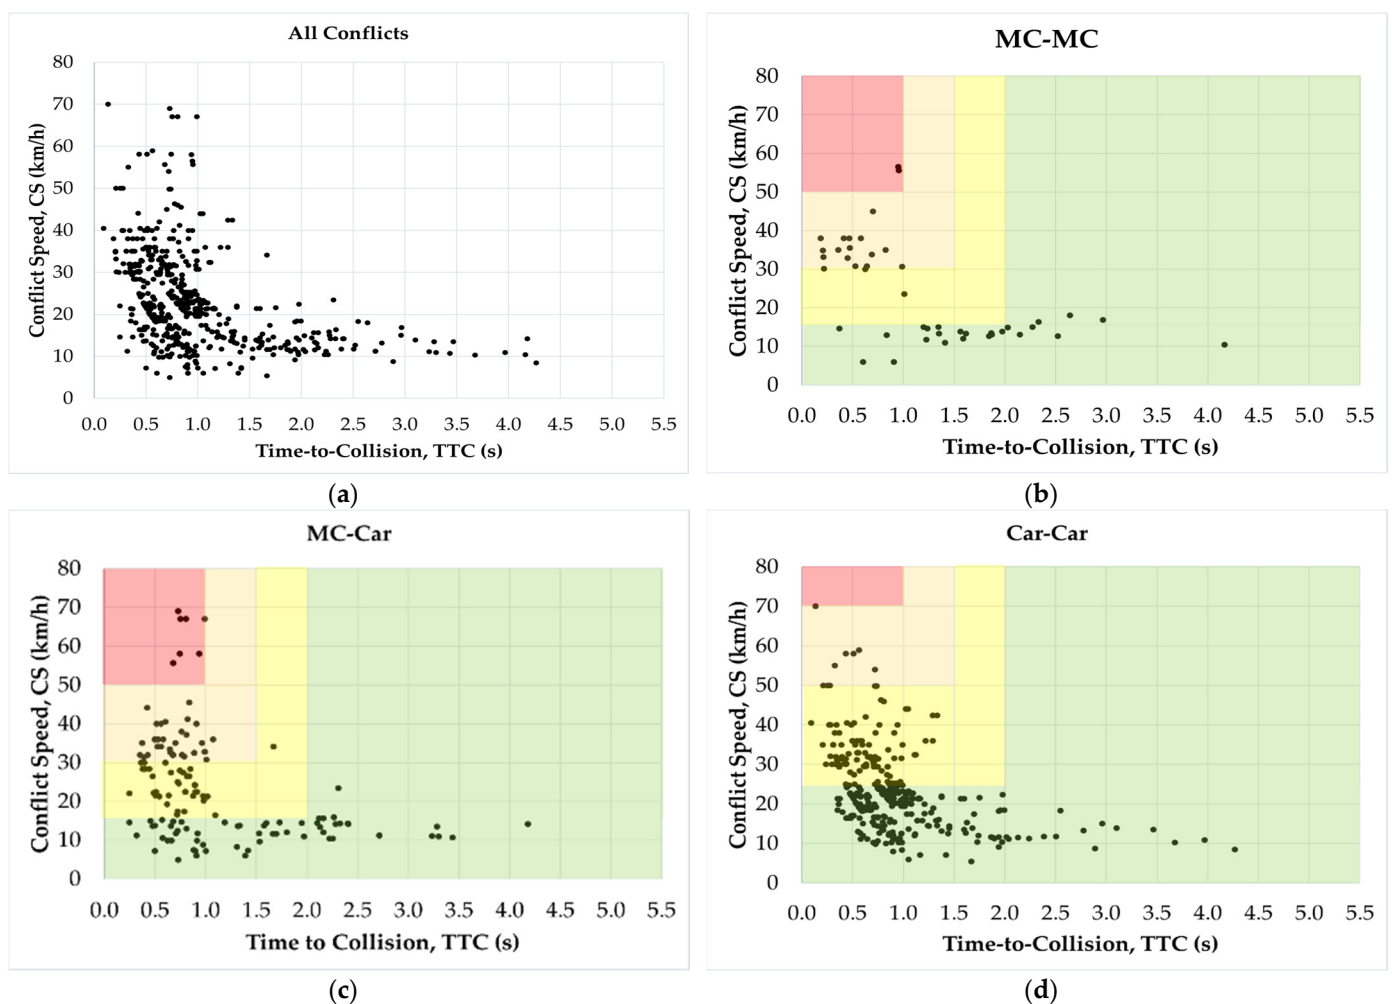 All Conflicts
Conflict Speed, CS (km/h)
80
70
60
50
40
30
20
10
0
0.0 0.5 1.0 1.5 2.0 2.5 3.0 3.5 4.0 4.5 5.0 5.5
Time-to-Collision, TTC (s)
(a)
MC-MC
Conflict Speed, CS (km/h)
80
70
60
50
40
30
20
10
0
0.0 0.5 1.0 1.5 2.0 2.5 3.0 3.5 4.0 4.5 5.0 5.5
Time-to-Collision, TTC (s)
(b)
MC-Car
Conflict Speed, CS (km/h)
80
70
60
50
40
30
20
10
0
0.0 0.5 1.0 1.5 2.0 2.5 3.0 3.5 4.0 4.5 5.0 5.5
Time to Collision, TTC (s)
(c)
Car-Car
Conflict Speed, CS (km/h)
80
70
60
50
40
30
20
10
0
0.0 0.5 1.0 1.5 2.0 2.5 3.0 3.5 4.0 4.5 5.0 5.5
Time-to-Collision, TTC (s)
(d)